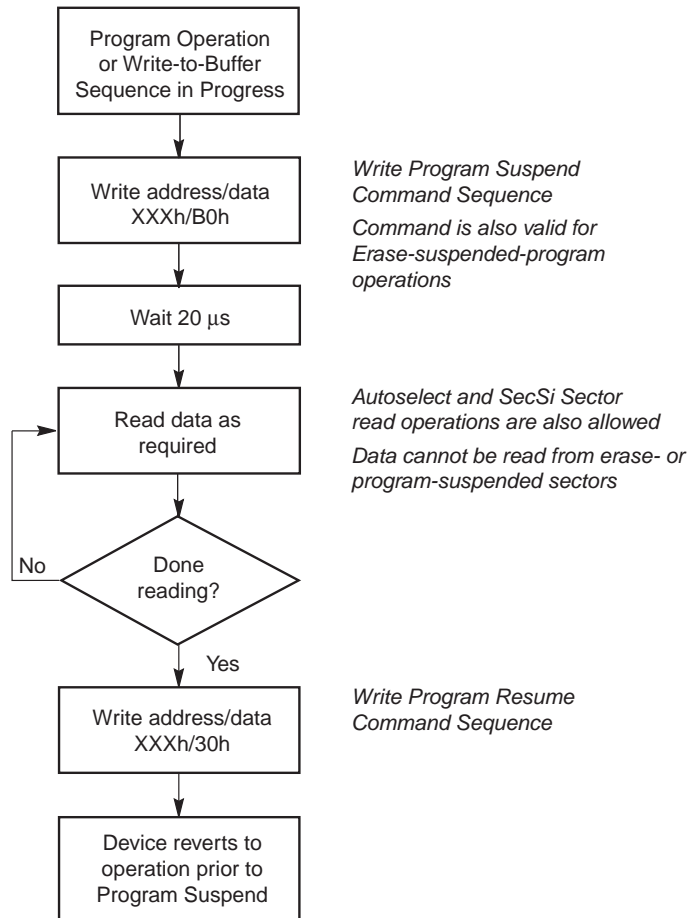 Program Operation
or Write-to-Buffer
Sequence in Progress
Write address/data
XXXh/B0h
Write Program Suspend
Command Sequence
Command is also valid for
Erase-suspended-program
operations
Wait 20 μs
Read data as
required
Autoselect and SecSi Sector
read operations are also allowed
Data cannot be read from erase- or
program-suspended sectors
Done
reading?
No
Yes
Write address/data
XXXh/30h
Write Program Resume
Command Sequence
Device reverts to
operation prior to
Program Suspend